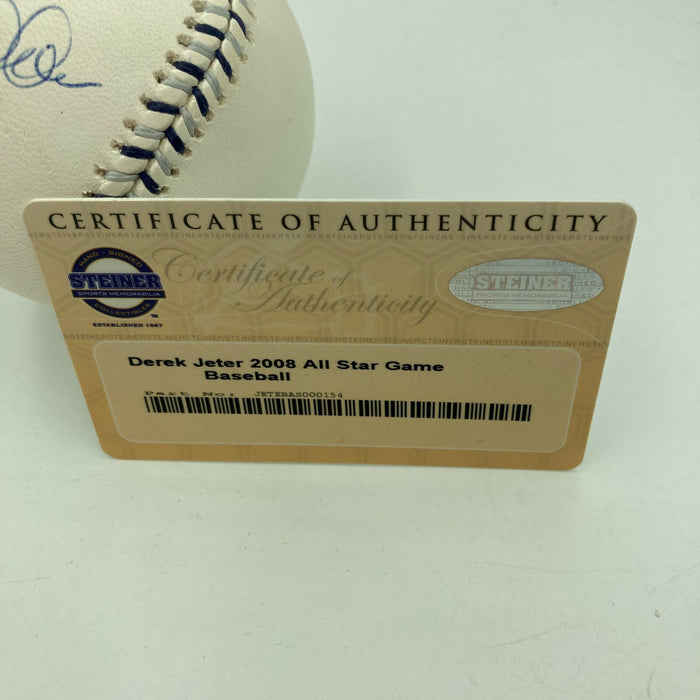 CERTIFICATE OF AUTHENTICITY
HAND · SIGNED
STEINER
SPORTS MEMORABILIA
COLLECTIBLES
ESTABLISHED 1987
Certificate of
Authenticity
STEINER
SPORTS MEMORABILIA
Derek Jeter 2008 All Star Game
Baseball
Part No: JETEBAS000154